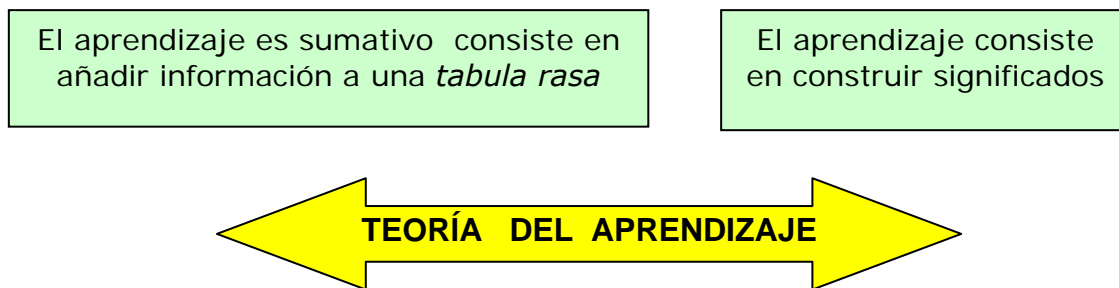 El aprendizaje es sumativo consiste en
añadir información a una tabula rasa
El aprendizaje consiste
en construir significados
TEORÍA DEL APRENDIZAJE